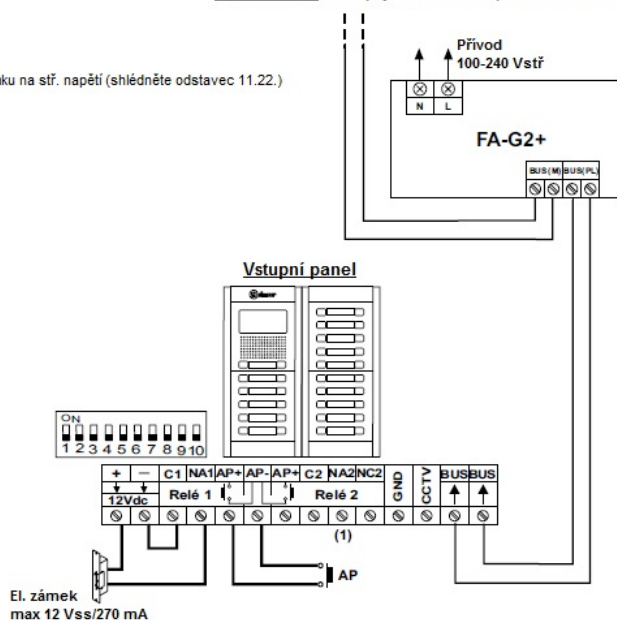 Přívod
100-240 Vstř
ku na stř. napětí (shlédněte odstavec 11.22.)
N L
FA-G2+
BUS(M) BUS(PL)
Vstupní panel
ON
1 2 3 4 5 6 7 8 9 10
+ — C1 NA1 AP+ AP- AP+ C2 NA2 NC2 GND CCTV BUS BUS
12Vdc Relé 1 Relé 2
(1)
AP
El. zámek
max 12 Vss/270 mA